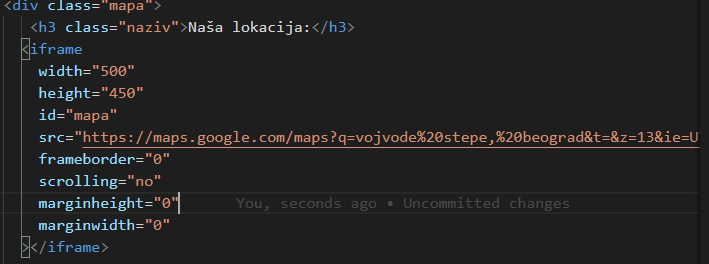 <div class="mapa">
<h3 class="naziv">Naša lokacija:</h3>
<iframe
width="500"
height="450"
id="mapa"
src="https://maps.google.com/maps?q=vojvode%20stepe,%20beograd&t=&z=13&ie=U
frameborder="0"
scrolling="no"
marginheight="0" You, seconds ago • Uncommitted changes
marginwidth="0"
></iframe>